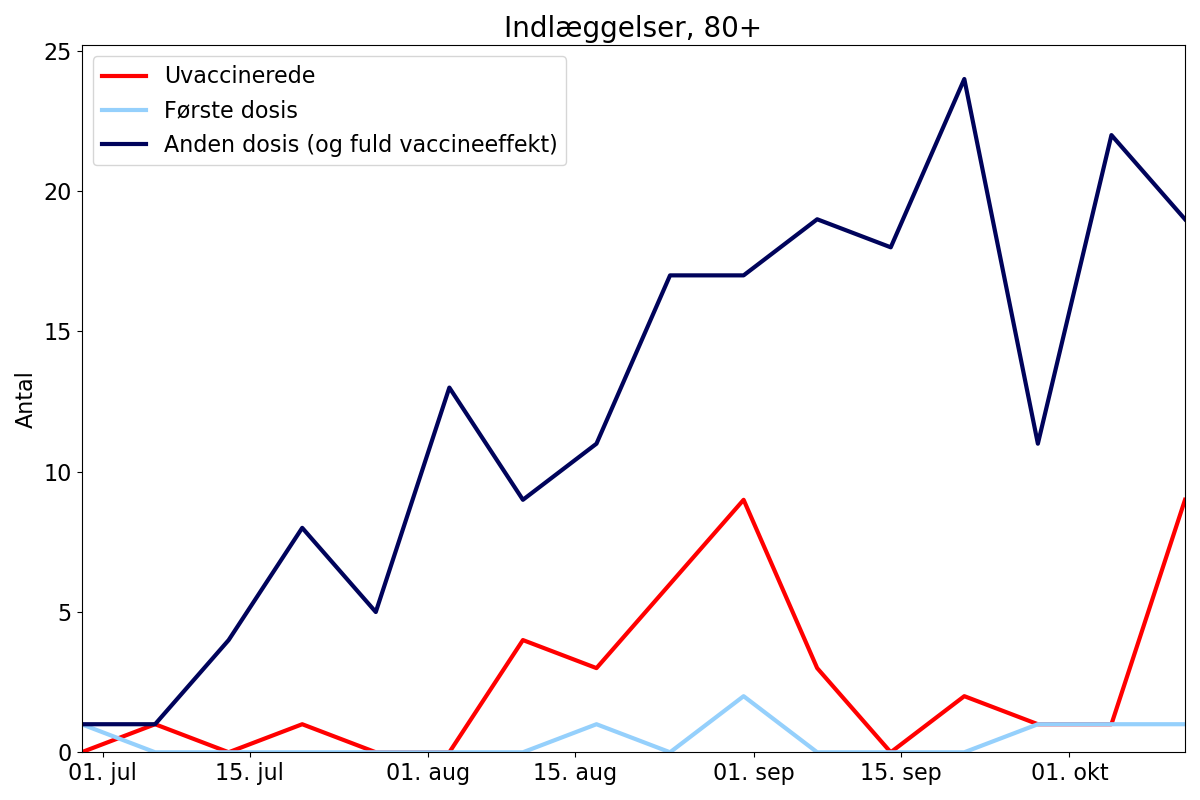 Indlæggelser, 80+
Uvaccinerede
Første dosis
Anden dosis (og fuld vaccineeffekt)
Antal
25
20
15
10
5
0
01. jul
15. jul
01. aug
15. aug
01. sep
15. sep
01. okt